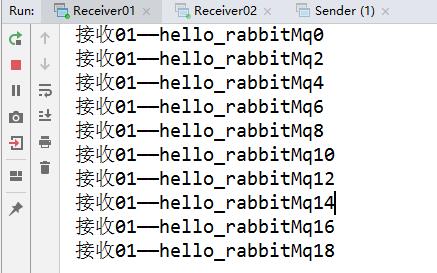 Run: Receiver01 × Receiver02 × Sender (1) ×
接收01——hello_rabbitMq0
接收01——hello_rabbitMq2
接收01——hello_rabbitMq4
接收01——hello_rabbitMq6
接收01——hello_rabbitMq8
接收01——hello_rabbitMq10
接收01——hello_rabbitMq12
接收01——hello_rabbitMq14
接收01——hello_rabbitMq16
接收01——hello_rabbitMq18